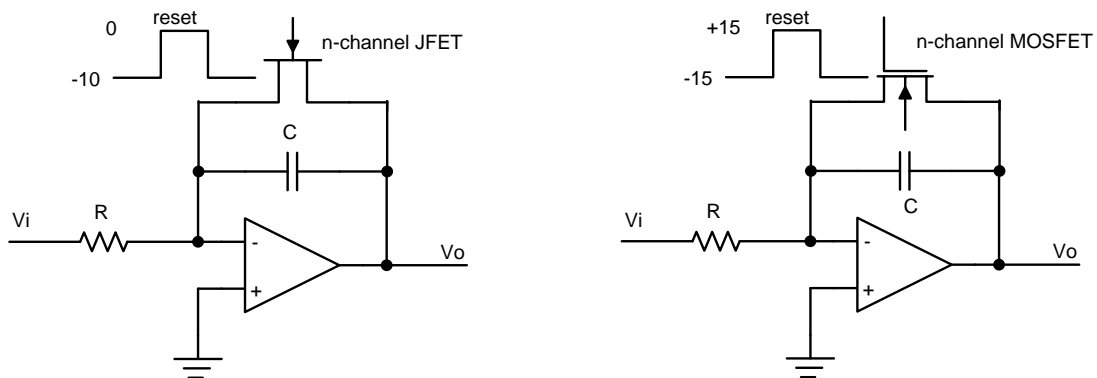 0
reset
n-channel JFET
-10
C
R
Vi
-
+
Vo
+15
reset
n-channel MOSFET
-15
C
R
Vi
-
+
Vo